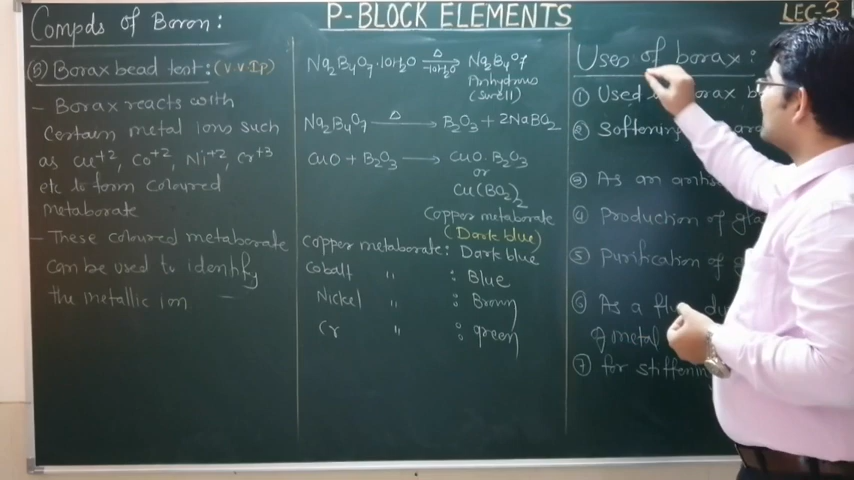 P-BLOCK ELEMENTS
LEC-3
Compds of Boron:
(5) Borax bead test: (V.V.Ip)
- Borax reacts with
Certain metal ions such
as Cu+2, Co+2, Ni+2, Cr+3
etc to form coloured
metaborate
- These coloured metaborate
can be used to identify
the metallic ion
Na2B4O7·10H2O —Δ/-10H2O→ Na2B4O7
Anhydrous
(Swell)
Na2B4O7 —Δ→ B2O3 + 2NaBO2
CuO + B2O3 → CuO·B2O3
or
Cu(BO2)2
Copper metaborate
(Dark blue)
Copper metaborate: Dark blue
Cobalt " : Blue
Nickel " : Brown
Cr " : green
Uses of borax:
① Used
② Softening
③ As an
④ Production of
⑤ Purification of
⑥ As a flux
of metal
⑦ for